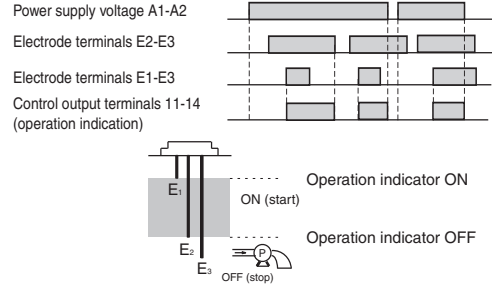 Power supply voltage A1-A2
Electrode terminals E2-E3
Electrode terminals E1-E3
Control output terminals 11-14
(operation indication)
Operation indicator ON
E1
ON (start)
Operation indicator OFF
E2
P
E3
OFF (stop)